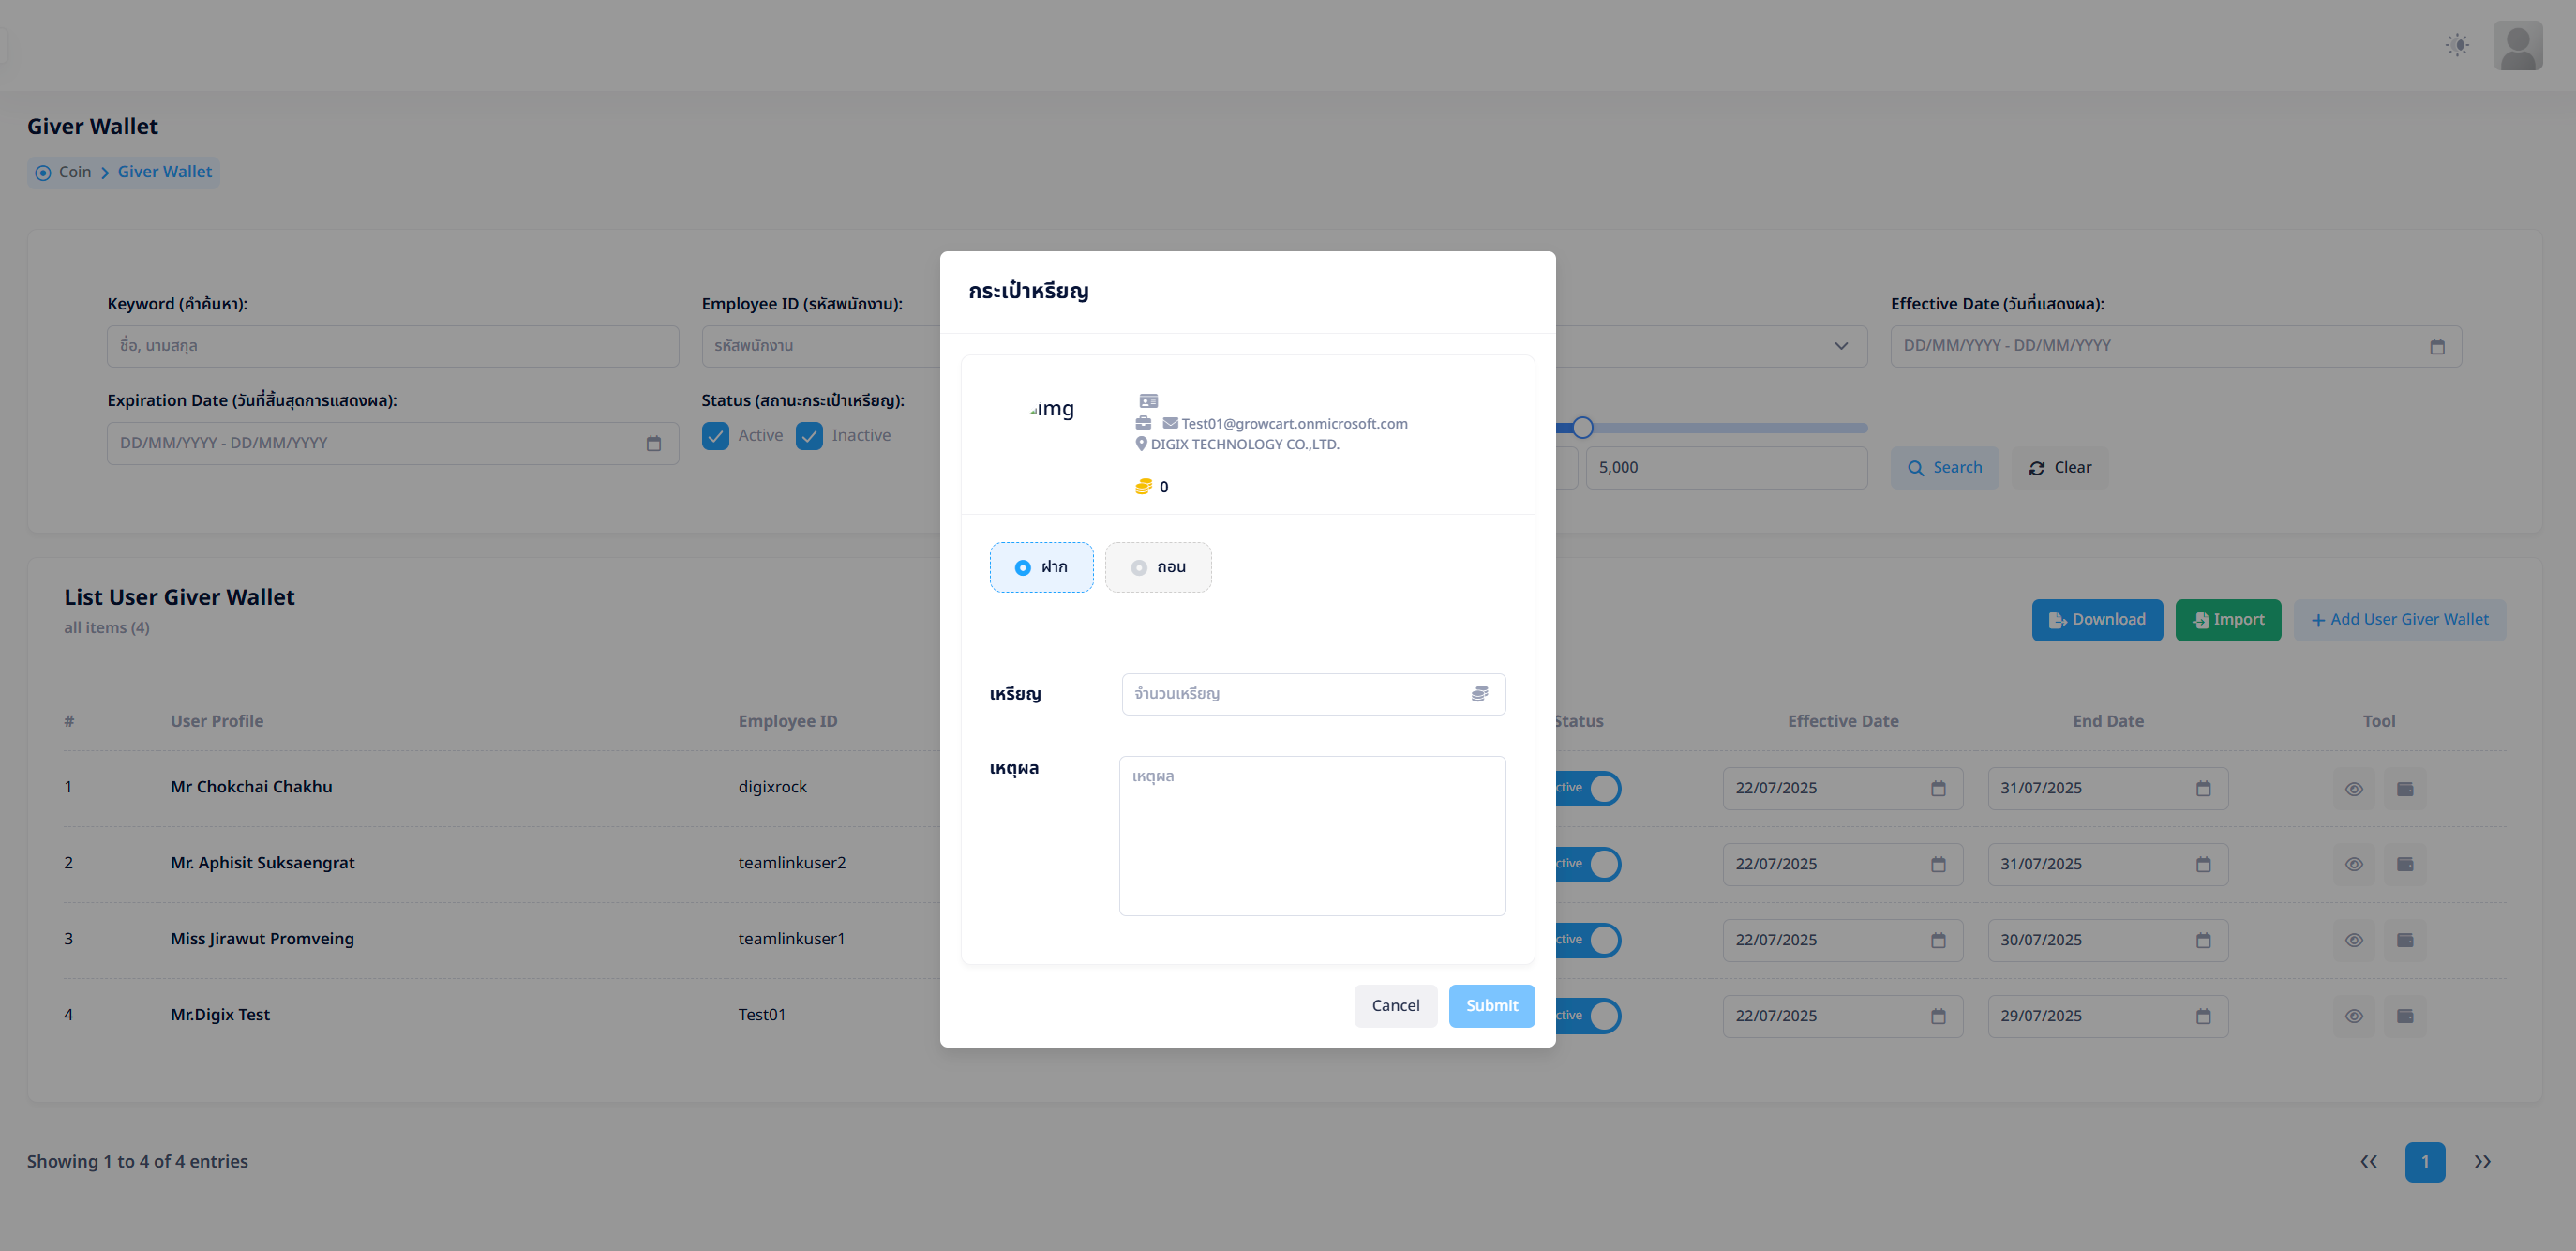 Giver Wallet
Coin > Giver Wallet
Keyword (คำค้นหา):
ชื่อ, นามสกุล
Employee ID (รหัสพนักงาน):
รหัสพนักงาน
Effective Date (วันที่แสดงผล):
DD/MM/YYYY - DD/MM/YYYY
Expiration Date (วันที่สิ้นสุดการแสดงผล):
DD/MM/YYYY - DD/MM/YYYY
Status (สถานะกระเป๋าเหรียญ):
Active Inactive
5,000
Search
Clear
กระเป๋าหรียญ
img
Test01@growcart.onmicrosoft.com
DIGIX TECHNOLOGY CO.,LTD.
0
ฝาก
ถอน
เหรียญ
จำนวนเหรียญ
เหตุผล
เหตุผล
Cancel
Submit
List User Giver Wallet
all items (4)
Download
Import
+ Add User Giver Wallet
# User Profile Employee ID Status Effective Date End Date Tool
1 Mr Chokchai Chakhu digixrock ctive 22/07/2025 31/07/2025
2 Mr. Aphisit Suksaengrat teamlinkuser2 ctive 22/07/2025 31/07/2025
3 Miss Jirawut Promveing teamlinkuser1 ctive 22/07/2025 30/07/2025
4 Mr.Digix Test Test01 ctive 22/07/2025 29/07/2025
Showing 1 to 4 of 4 entries
1